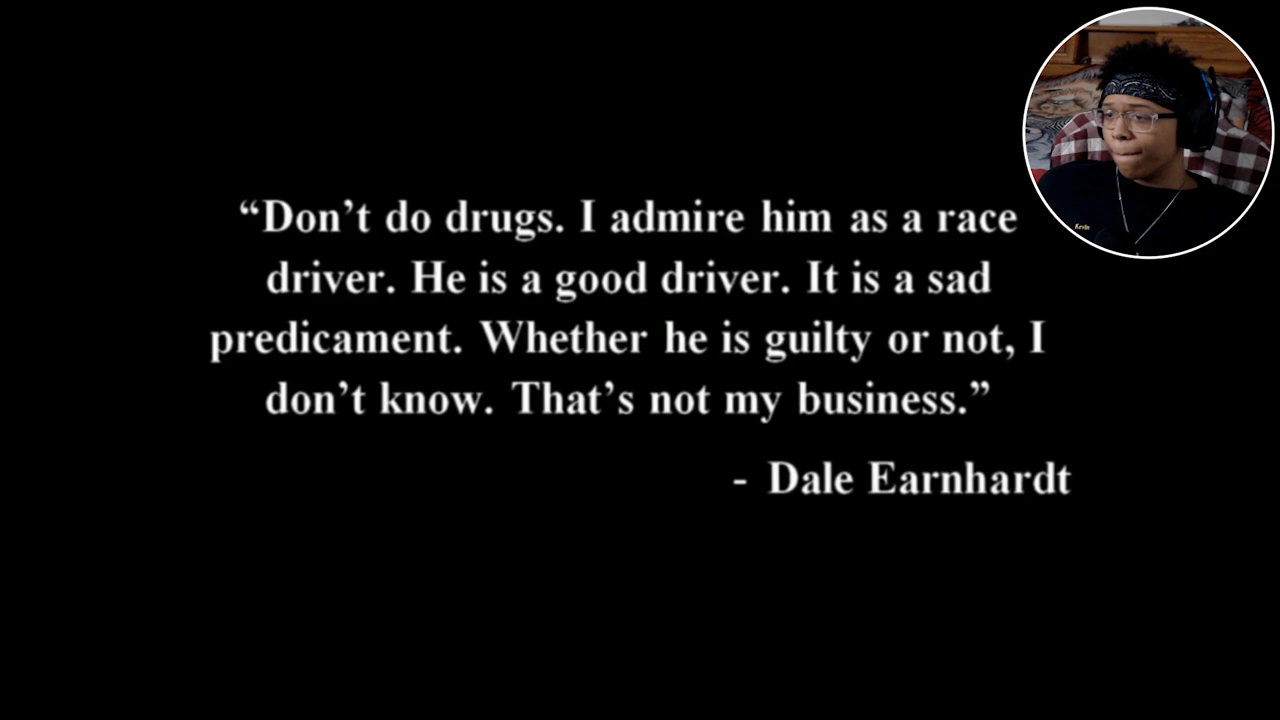 “Don’t do drugs. I admire him as a race
driver. He is a good driver. It is a sad
predicament. Whether he is guilty or not, I
don’t know. That’s not my business.”
- Dale Earnhardt
Kevin